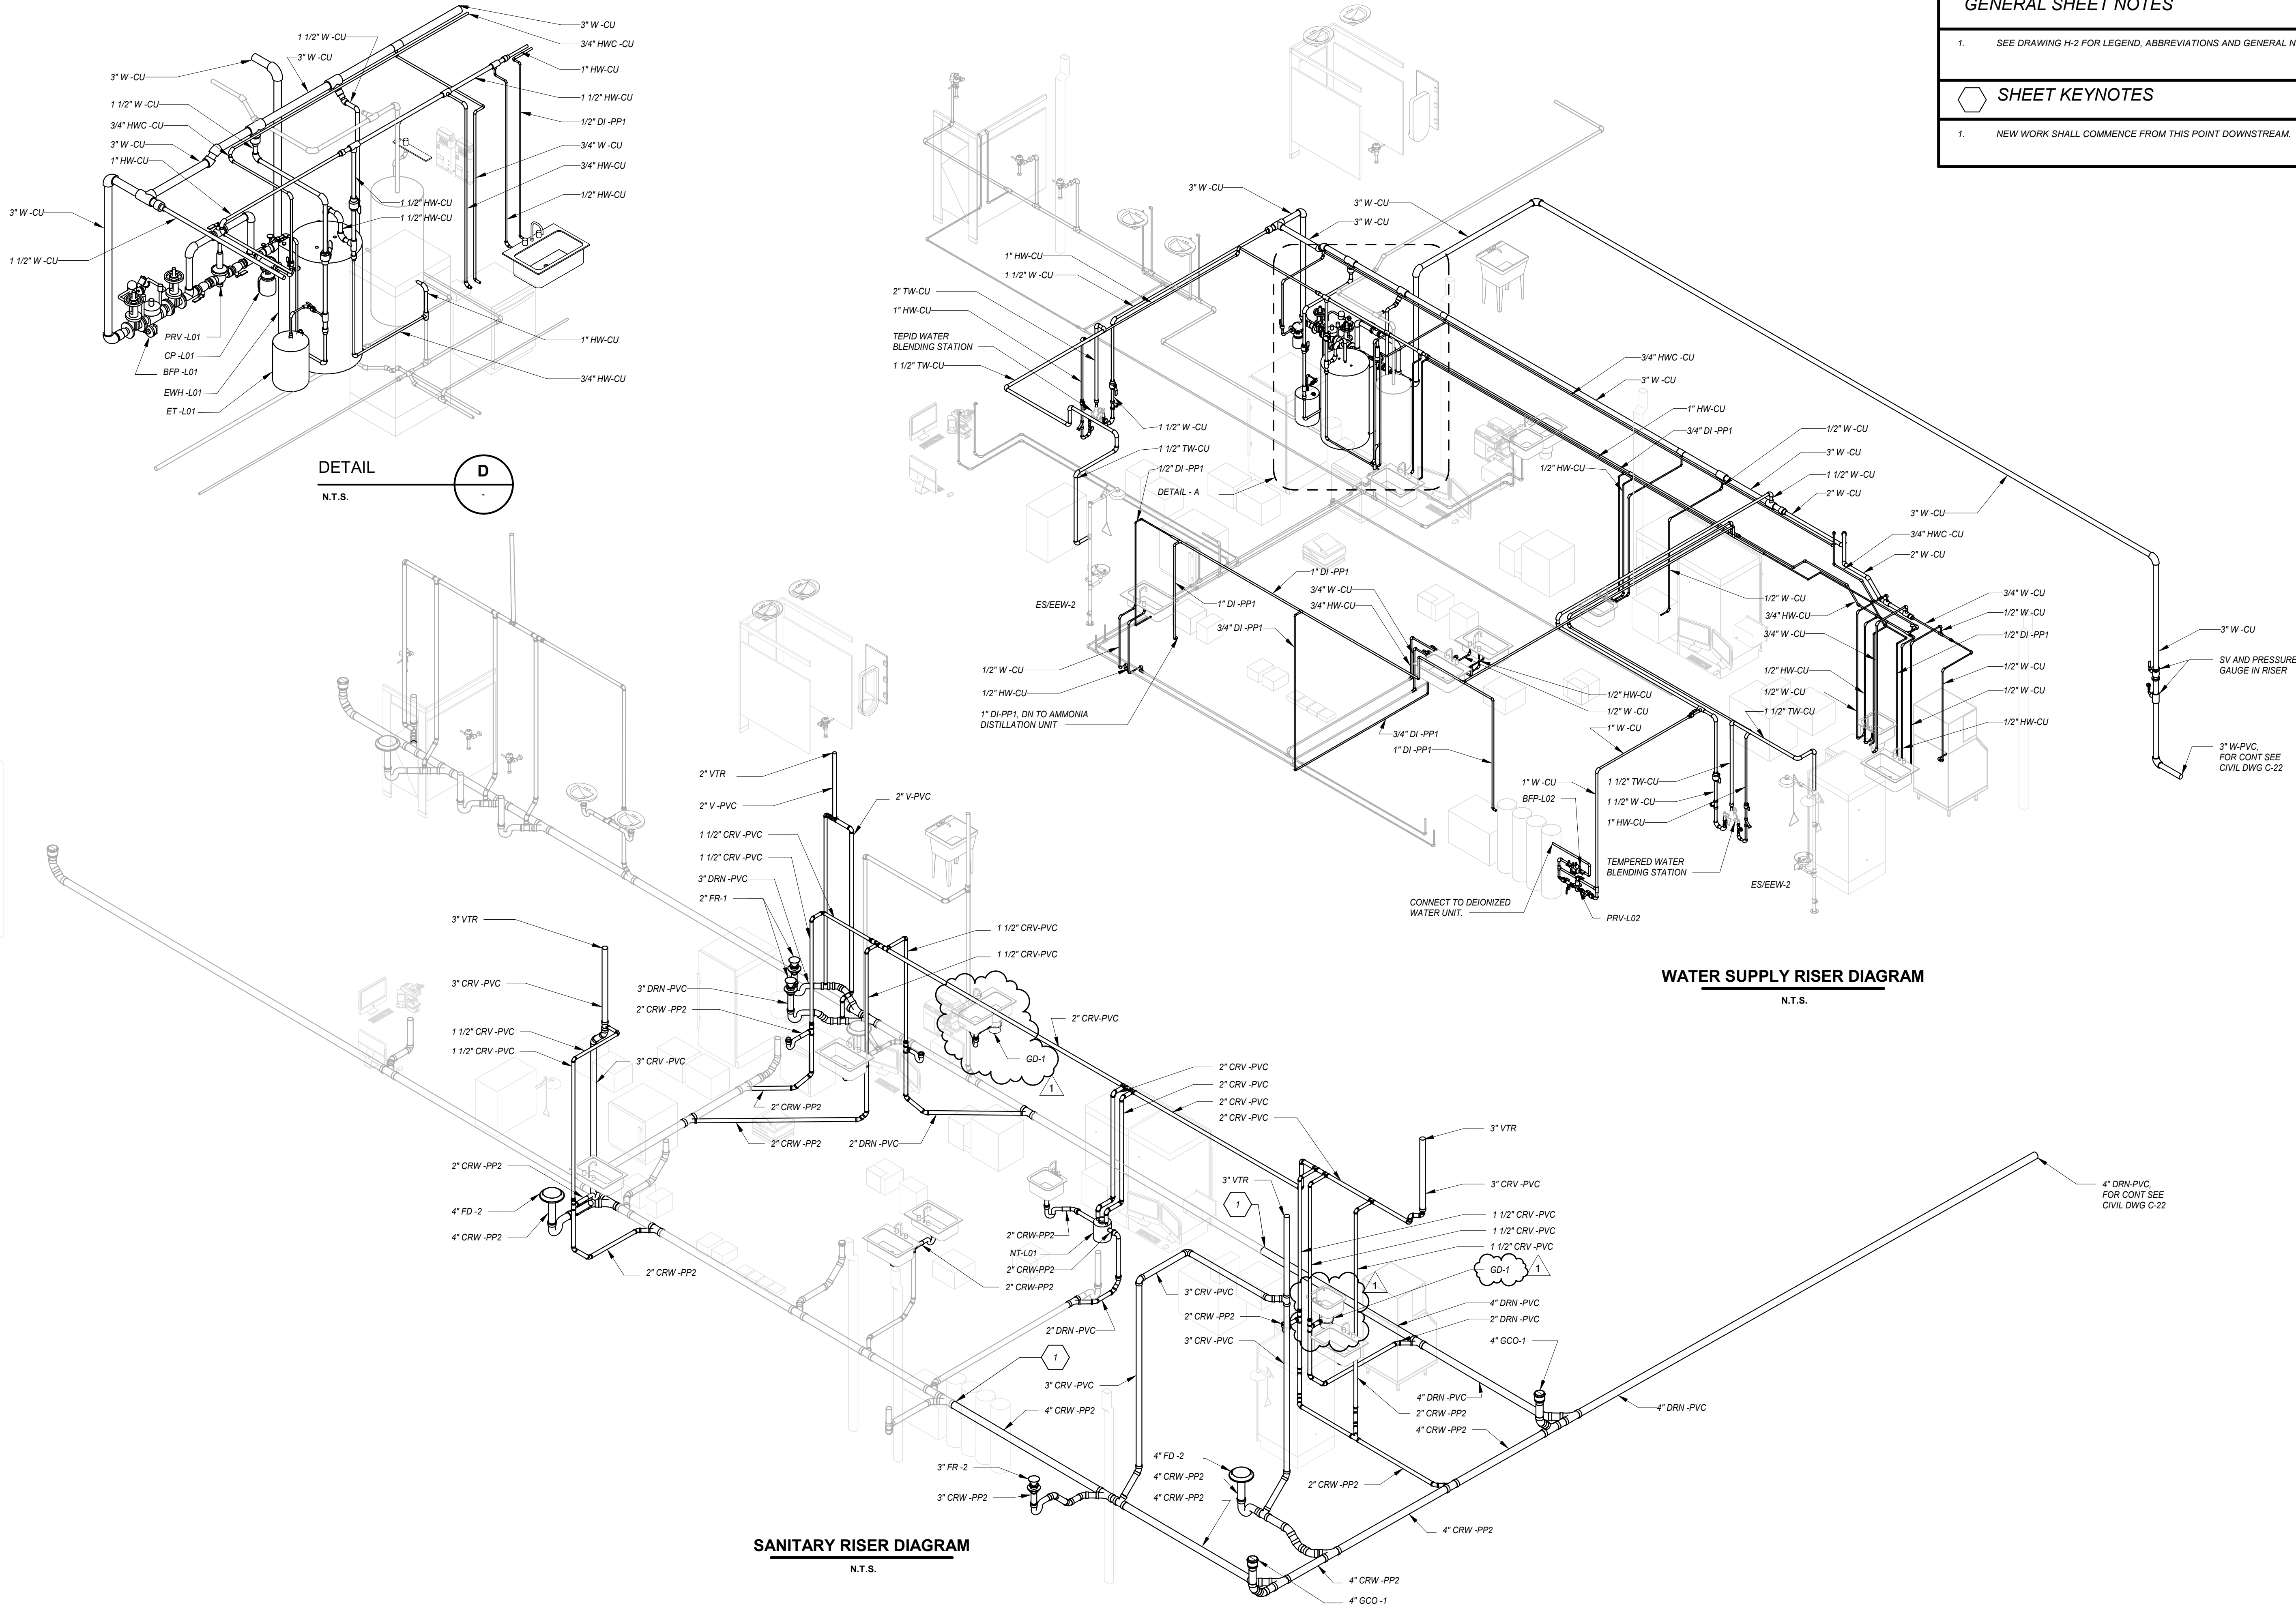 GENERAL SHEET NOTES
1. SEE DRAWING H-2 FOR LEGEND, ABBREVIATIONS AND GENERAL N
SHEET KEYNOTES
1. NEW WORK SHALL COMMENCE FROM THIS POINT DOWNSTREAM.
3" W -CU
3/4" HWC -CU
1 1/2" W -CU
3" W -CU
3" W -CU
1" HW-CU
1 1/2" HW-CU
1 1/2" W -CU
1/2" DI -PP1
3/4" HWC -CU
3/4" W -CU
3" W -CU
3/4" HW-CU
1" HW-CU
1/2" HW-CU
1 1/2" HW-CU
3" W -CU
1 1/2" HW-CU
1 1/2" W -CU
PRV -L01
1" HW-CU
CP -L01
BFP -L01
3/4" HW-CU
EWH -L01
ET -L01
DETAIL
D
-
N.T.S.
3" W -CU
3" W -CU
3" W -CU
1" HW-CU
1 1/2" W -CU
2" TW-CU
1" HW-CU
TEPID WATER
BLENDING STATION
1 1/2" TW-CU
3/4" HWC -CU
3" W -CU
1" HW-CU
3/4" DI -PP1
1/2" W -CU
3" W -CU
1/2" HW-CU
1 1/2" W -CU
2" W -CU
1 1/2" W -CU
1 1/2" TW-CU
1/2" DI -PP1
DETAIL - A
3" W -CU
3/4" HWC -CU
2" W -CU
1" DI -PP1
3/4" W -CU
3/4" HW-CU
1" DI -PP1
3/4" DI -PP1
ES/EEW-2
1/2" W -CU
3/4" HW-CU
3/4" W -CU
3/4" W -CU
1/2" W -CU
1/2" DI -PP1
3" W -CU
SV AND PRESSURE
GAUGE IN RISER
1/2" W -CU
1/2" HW-CU
1/2" HW-CU
1/2" W -CU
1/2" W -CU
1/2" W -CU
1/2" HW-CU
1/2" W -CU
1 1/2" TW-CU
1/2" HW-CU
1" DI-PP1, DN TO AMMONIA
DISTILLATION UNIT
1" W -CU
3/4" DI -PP1
1" DI -PP1
3" W-PVC,
FOR CONT SEE
CIVIL DWG C-22
1" W -CU
BFP-L02
1 1/2" TW-CU
1 1/2" W -CU
1" HW-CU
TEMPERED WATER
BLENDING STATION
ES/EEW-2
CONNECT TO DEIONIZED
WATER UNIT.
PRV-L02
WATER SUPPLY RISER DIAGRAM
N.T.S.
2" VTR
2" V -PVC
2" V-PVC
1 1/2" CRV -PVC
1 1/2" CRV -PVC
3" DRN -PVC
2" FR-1
3" VTR
1 1/2" CRV-PVC
1 1/2" CRV-PVC
3" CRV -PVC
3" DRN -PVC
2" CRW -PP2
2" CRV-PVC
1 1/2" CRV -PVC
1 1/2" CRV -PVC
3" CRV -PVC
GD-1
1
2" CRV -PVC
2" CRV -PVC
2" CRV -PVC
2" CRV -PVC
2" CRW -PP2
2" CRW -PP2
2" DRN -PVC
3" VTR
2" CRW -PP2
4" FD -2
4" CRW -PP2
3" VTR
1
3" CRV -PVC
4" DRN-PVC,
FOR CONT SEE
CIVIL DWG C-22
2" CRW-PP2
NT-L01
2" CRW-PP2
2" CRW-PP2
2" CRW -PP2
1 1/2" CRV -PVC
1 1/2" CRV -PVC
1 1/2" CRV -PVC
GD-1
1
1
3" CRV -PVC
2" CRW -PP2
3" CRV -PVC
4" DRN -PVC
2" DRN -PVC
4" GCO-1
2" DRN -PVC
1
3" CRV -PVC
4" CRW -PP2
4" DRN -PVC
2" CRW -PP2
4" CRW -PP2
4" DRN -PVC
4" FD -2
4" CRW -PP2
4" CRW -PP2
3" FR -2
3" CRW -PP2
2" CRW -PP2
4" CRW -PP2
4" CRW -PP2
4" GCO -1
SANITARY RISER DIAGRAM
N.T.S.